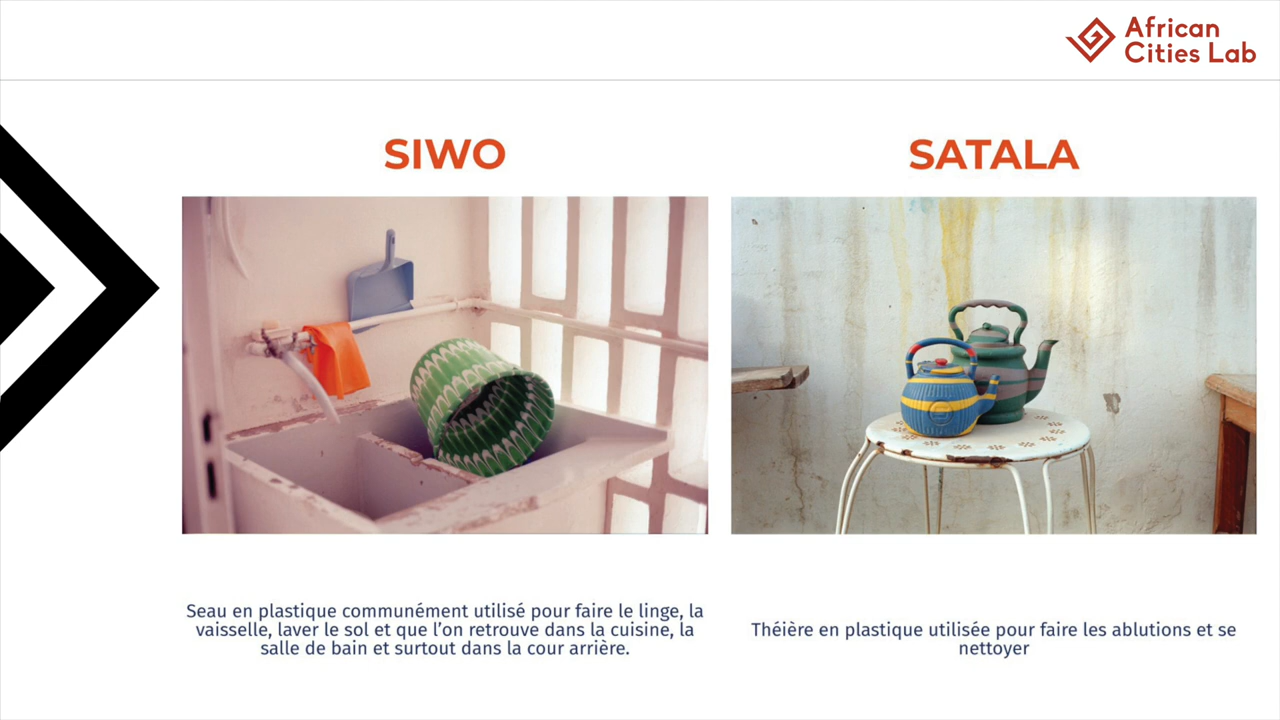 African
Cities Lab
SIWO
SATALA
Seau en plastique communément utilisé pour faire le linge, la
vaisselle, laver le sol et que l’on retrouve dans la cuisine, la
salle de bain et surtout dans la cour arrière.
Théière en plastique utilisée pour faire les ablutions et se
nettoyer